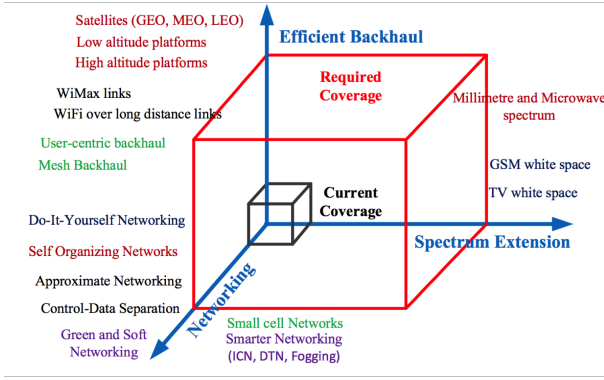 Satellites (GEO, MEO, LEO)
Low altitude platforms
High altitude platforms
Efficient Backhaul
WiMax links
WiFi over long distance links
User-centric backhaul
Mesh Backhaul
Required
Coverage
Millimetre and Microwave
spectrum
GSM white space
TV white space
Current
Coverage
Spectrum Extension
Do-It-Yourself Networking
Self Organizing Networks
Approximate Networking
Control-Data Separation
Green and Soft
Networking
Networking
Small cell Networks
Smarter Networking
(ICN, DTN, Fogging)